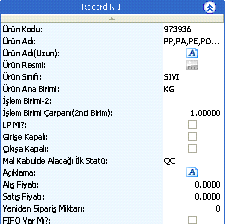 Record N 1
Ürün Kodu: 973936
Ürün Adı: PP,PA,PE,PO...
Ürün Adı(Uzun): A
Ürün Resmi:
Ürün Sınıfı: SIVI
Ürün Ana Birimi: KG
İşlem Birimi-2:
İşlem Birimi Çarpanı(2nci Birim): 1.00000
LP Mi?:
Girişe Kapalı:
Çıkışa Kapalı:
Mal Kabulde Alacağı İlk Statü: QC
Açıklama: A
Alış Fiyatı: 0.0000
Satış Fiyatı: 0.0000
Yeniden Sipariş Miktarı: 0
FIFO Var Mı?: